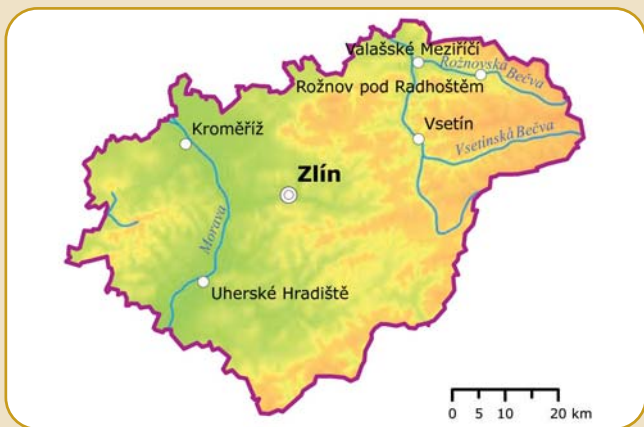 Valašské Meziříčí
Rožnovská Bečva
Rožnov pod Radhoštěm
Kroměříž
Vsetín
Vsetínská Bečva
Zlín
Morava
Uherské Hradiště
0 5 10 20 km